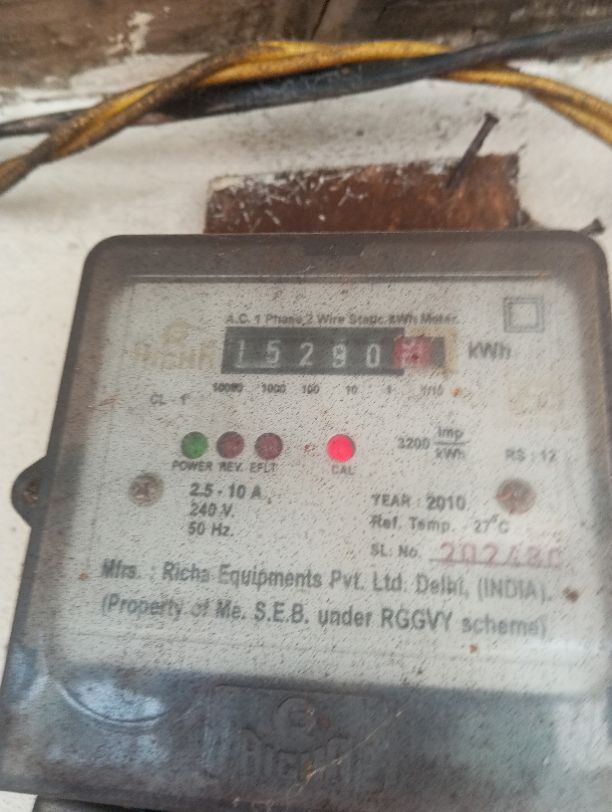 A.C. 1 Phase 2 Wire Static kWh Meter.
15290 kWh
10000 1000 100 10 1 1/10
CL. 1
3200 imp/kWh
RS : 12
POWER REV. EFLT CAL
2.5 - 10 A
240 V.
50 Hz.
YEAR : 2010
Ref. Temp. - 27°C
SL. No. 202480
Mfrs. : Richa Equipments Pvt. Ltd. Delhi, (INDIA).
(Property of Me. S.E.B. under RGGVY scheme)